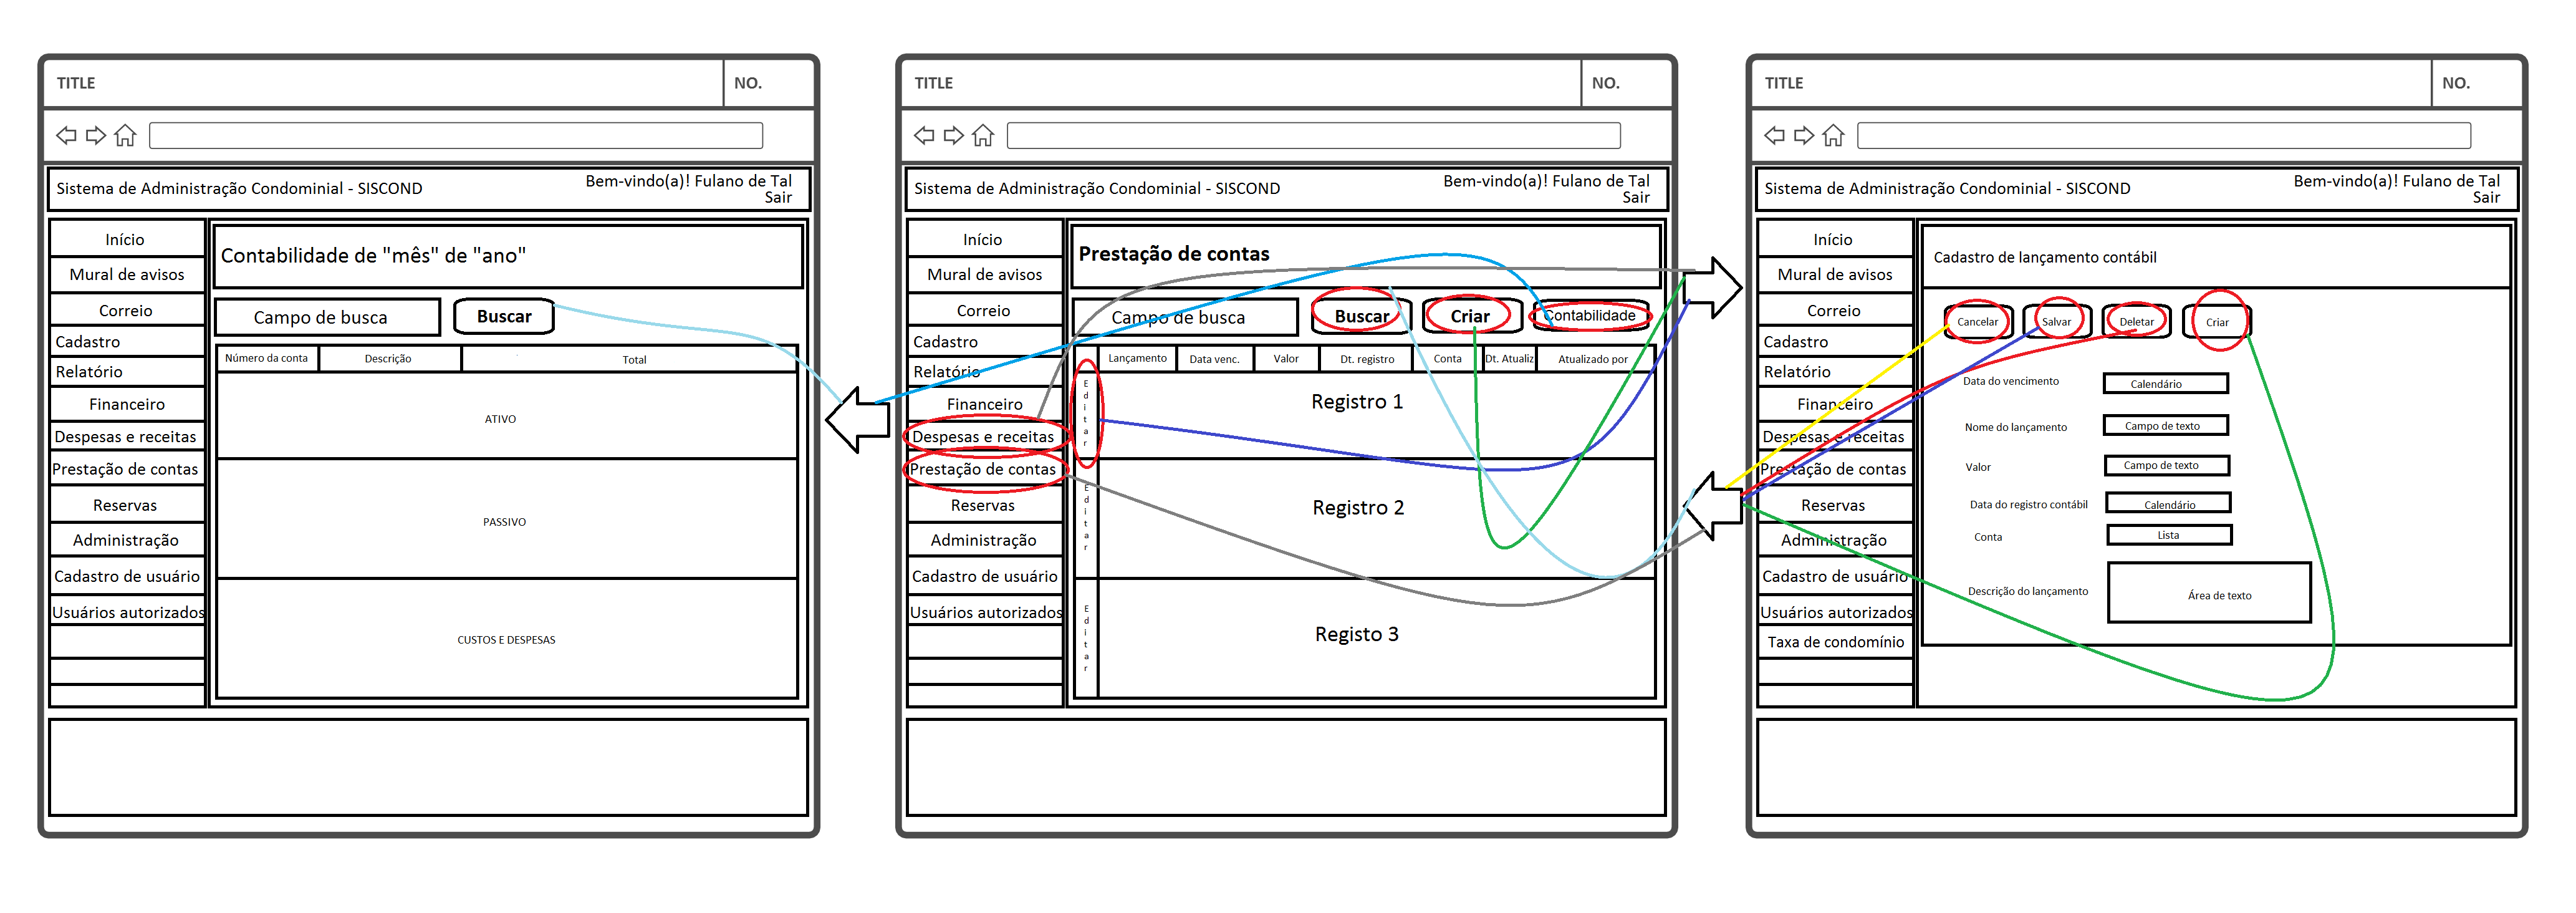 TITLE
NO.
Sistema de Administração Condominial - SISCOND
Bem-vindo(a)! Fulano de Tal
Sair
Início
Mural de avisos
Correio
Cadastro
Relatório
Financeiro
Despesas e receitas
Prestação de contas
Reservas
Administração
Cadastro de usuário
Usuários autorizados
Contabilidade de "mês" de "ano"
Campo de busca
Buscar
Número da conta
Descrição
Total
ATIVO
PASSIVO
CUSTOS E DESPESAS
TITLE
NO.
Sistema de Administração Condominial - SISCOND
Bem-vindo(a)! Fulano de Tal
Sair
Início
Mural de avisos
Correio
Cadastro
Relatório
Financeiro
Despesas e receitas
Prestação de contas
Reservas
Administração
Cadastro de usuário
Usuários autorizados
Prestação de contas
Campo de busca
Buscar
Criar
Contabilidade
Lançamento
Data venc.
Valor
Dt. registro
Conta
Dt. Atualiz
Atualizado por
Editar
Registro 1
Editar
Registro 2
Editar
Registo 3
TITLE
NO.
Sistema de Administração Condominial - SISCOND
Bem-vindo(a)! Fulano de Tal
Sair
Início
Mural de avisos
Correio
Cadastro
Relatório
Financeiro
Despesas e receitas
Prestação de contas
Reservas
Administração
Cadastro de usuário
Usuários autorizados
Taxa de condomínio
Cadastro de lançamento contábil
Cancelar
Salvar
Deletar
Criar
Data do vencimento
Calendário
Nome do lançamento
Campo de texto
Valor
Campo de texto
Data do registro contábil
Calendário
Conta
Lista
Descrição do lançamento
Área de texto